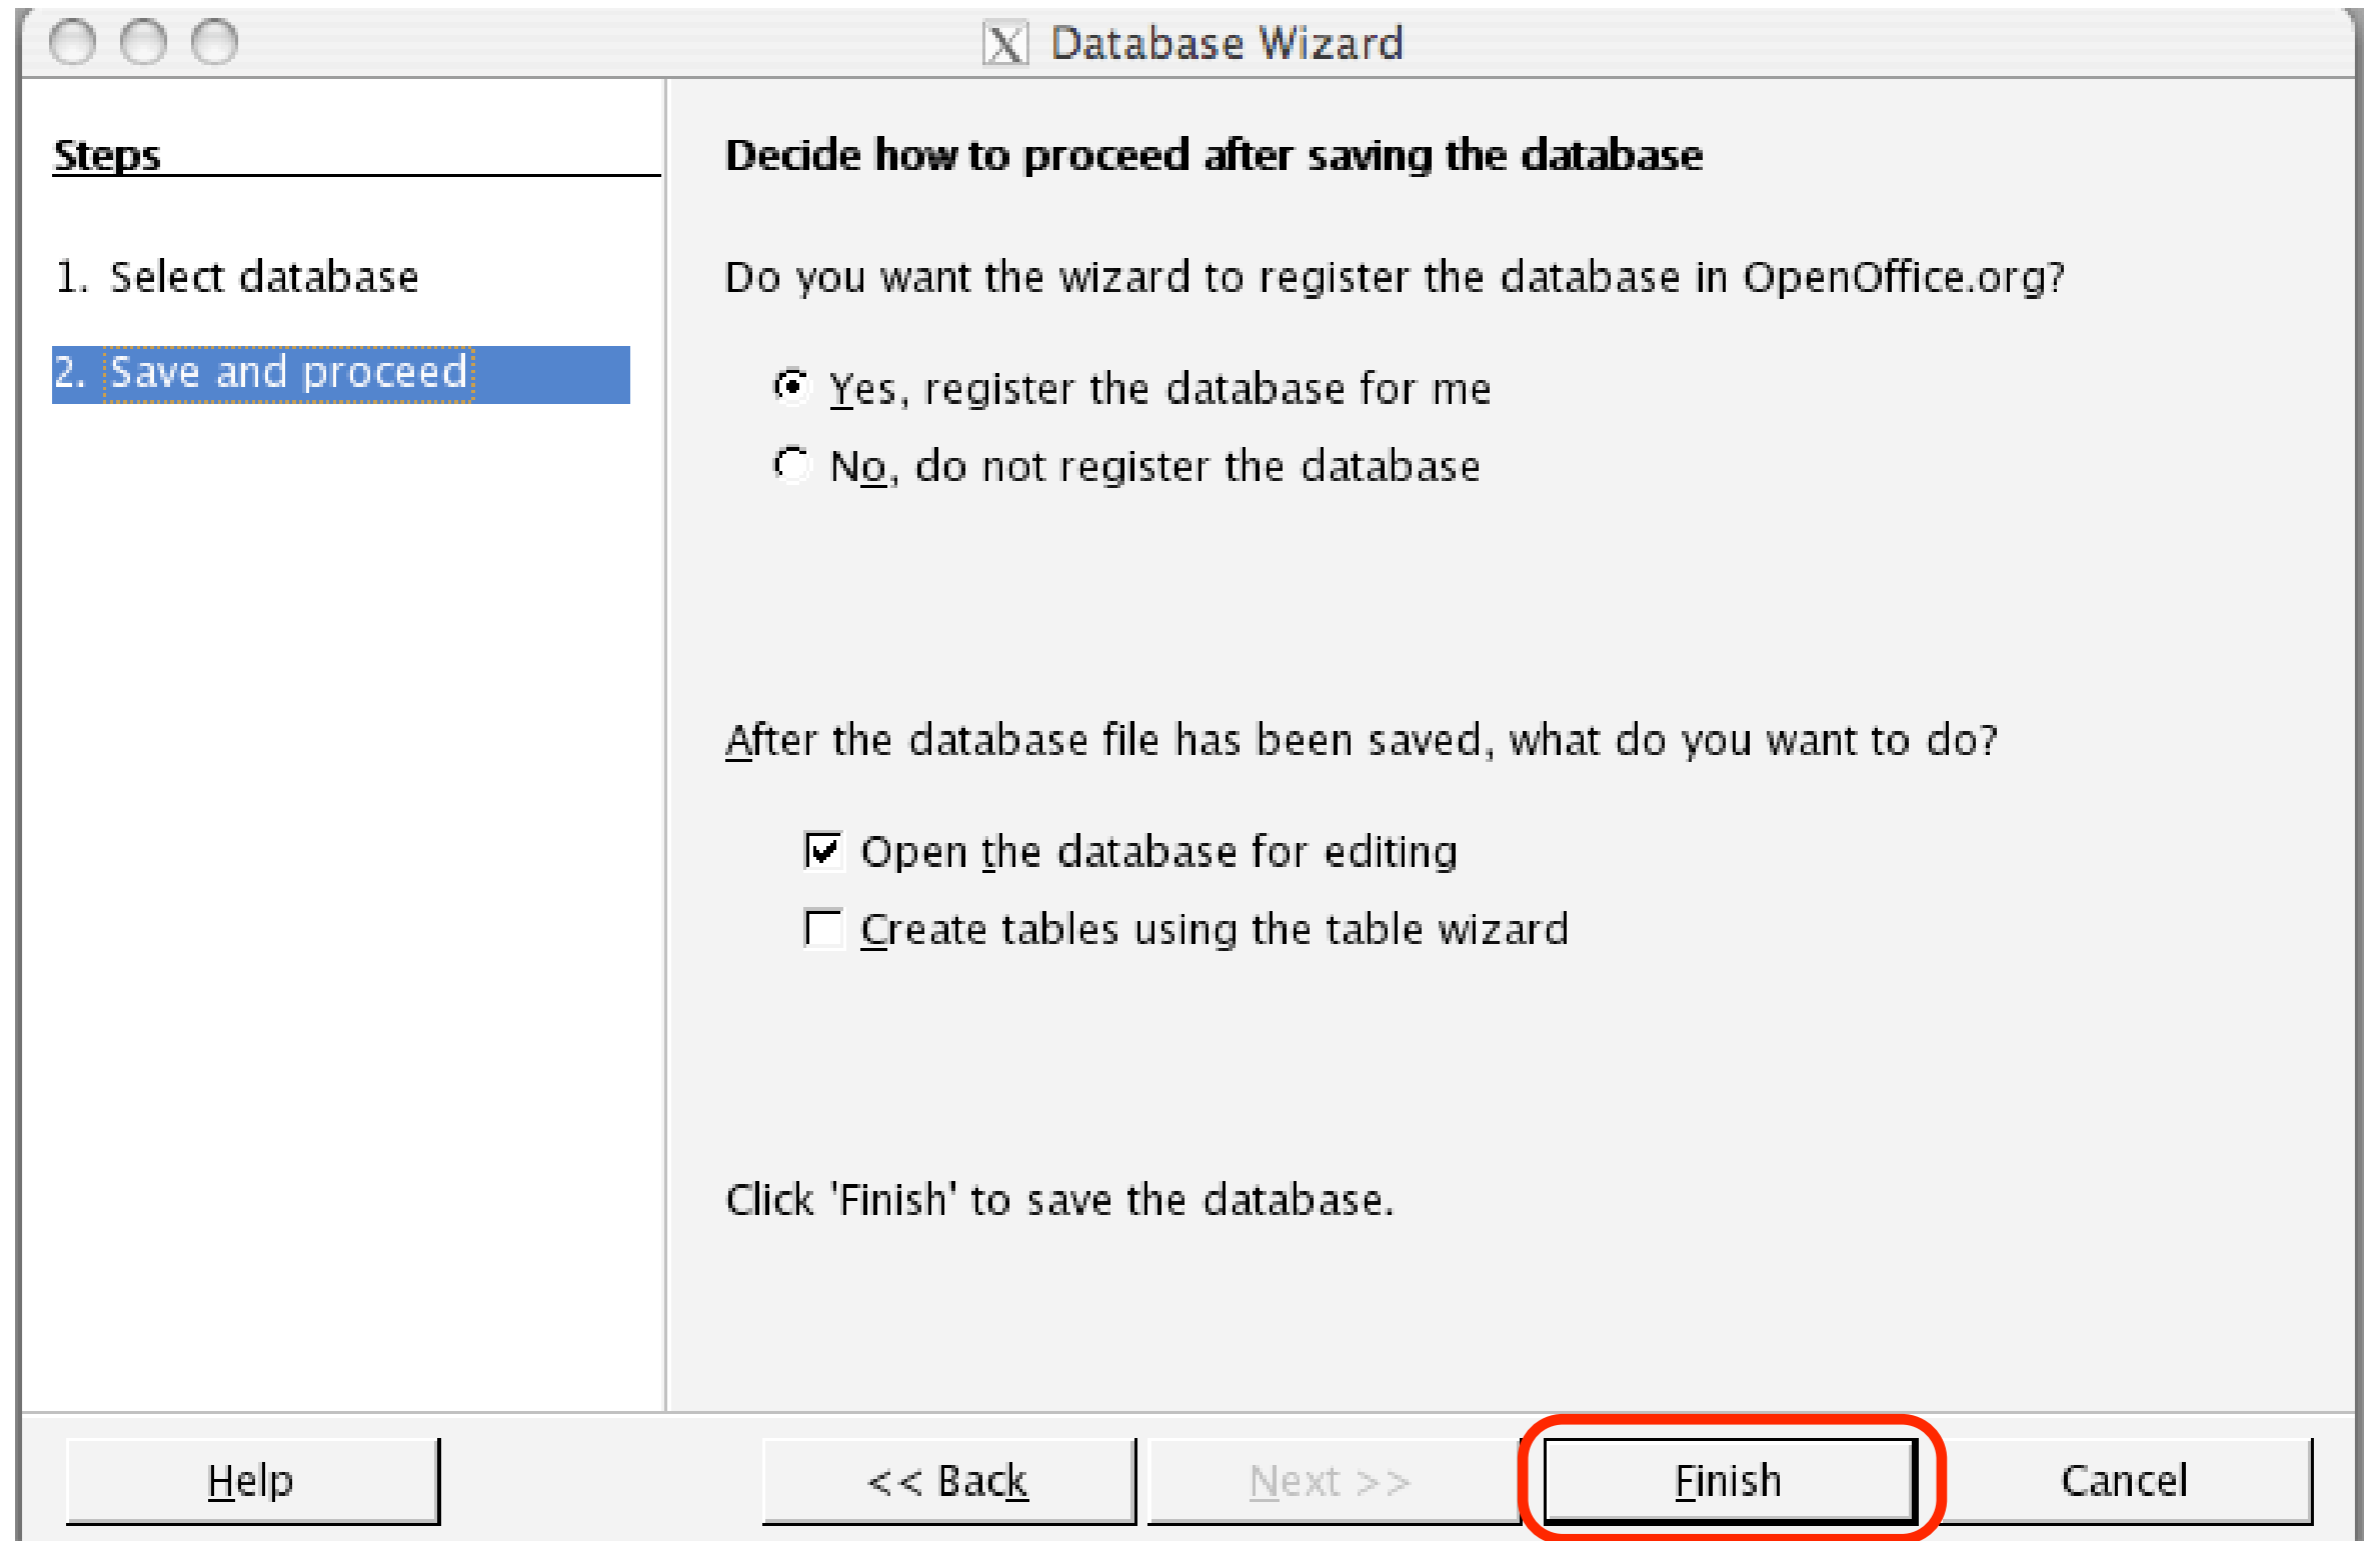 Database Wizard
Steps
1. Select database
2. Save and proceed
Decide how to proceed after saving the database
Do you want the wizard to register the database in OpenOffice.org?
Yes, register the database for me
No, do not register the database
After the database file has been saved, what do you want to do?
Open the database for editing
Create tables using the table wizard
Click 'Finish' to save the database.
Help
<< Back
Next >>
Finish
Cancel